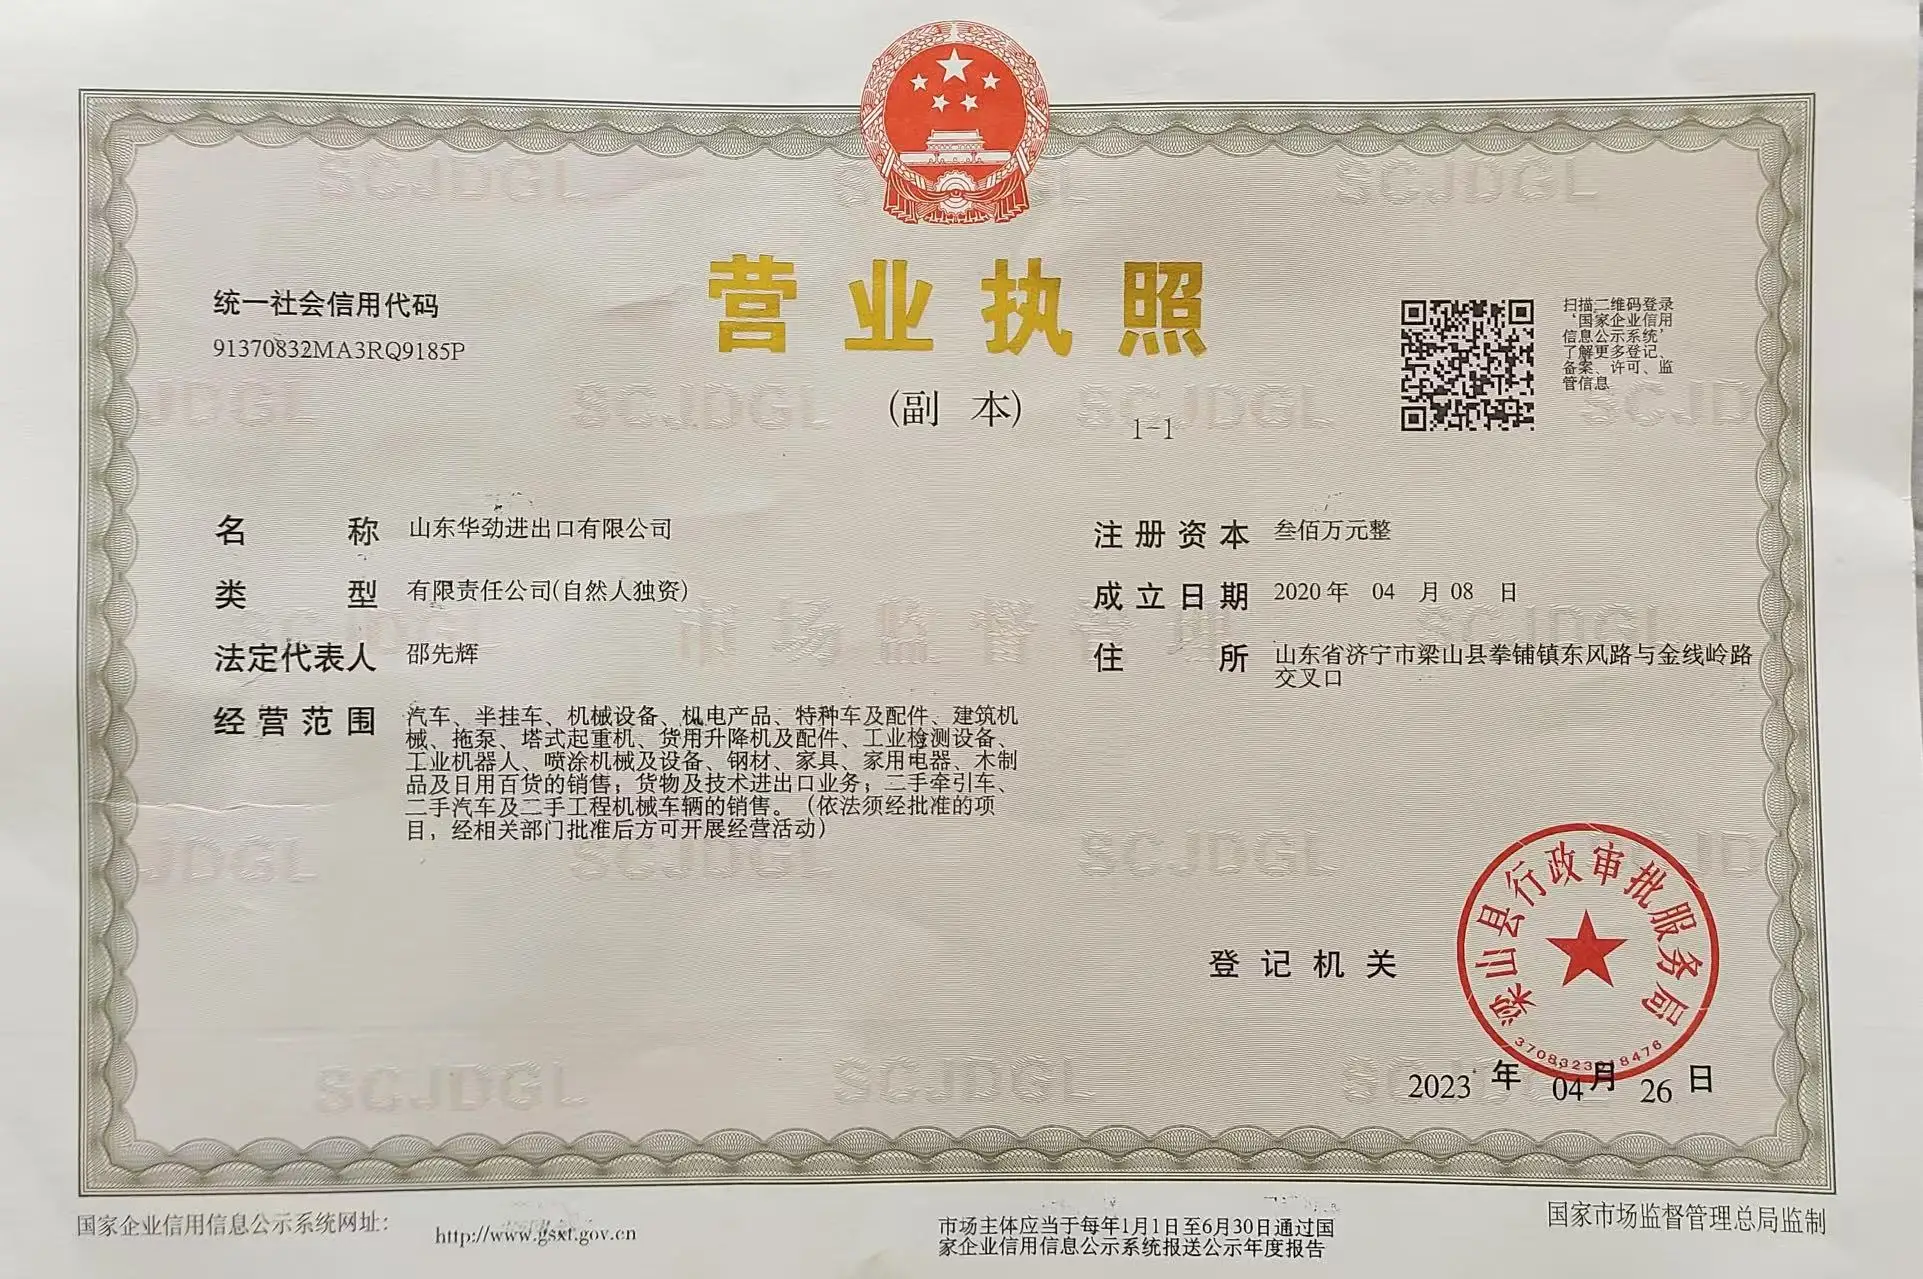 营业执照
(副 本)
1-1
统一社会信用代码
91370832MA3RQ9185P
扫描二维码登录
‘国家企业信用
信息公示系统’
了解更多登记、
备案、许可、监
管信息
名 称 山东华劲进出口有限公司
类 型 有限责任公司(自然人独资)
法定代表人 邵先辉
经营范围 汽车、半挂车、机械设备、机电产品、特种车及配件、建筑机
械、拖泵、塔式起重机、货用升降机及配件、工业检测设备、
工业机器人、喷涂机械及设备、钢材、家具、家用电器、木制
品及日用百货的销售；货物及技术进出口业务；二手牵引车、
二手汽车及二手工程机械车辆的销售。（依法须经批准的项
目，经相关部门批准后方可开展经营活动）
注册资本 叁佰万元整
成立日期 2020年 04 月 08 日
住 所 山东省济宁市梁山县拳铺镇东风路与金线岭路
交叉口
登记机关
梁山县行政审批服务局
2023 年 04 月 26 日
国家企业信用信息公示系统网址：
http://www.gsxt.gov.cn
市场主体应当于每年1月1日至6月30日通过国
家企业信用信息公示系统报送公示年度报告
国家市场监督管理总局监制
SCJDGL
市场监督管理